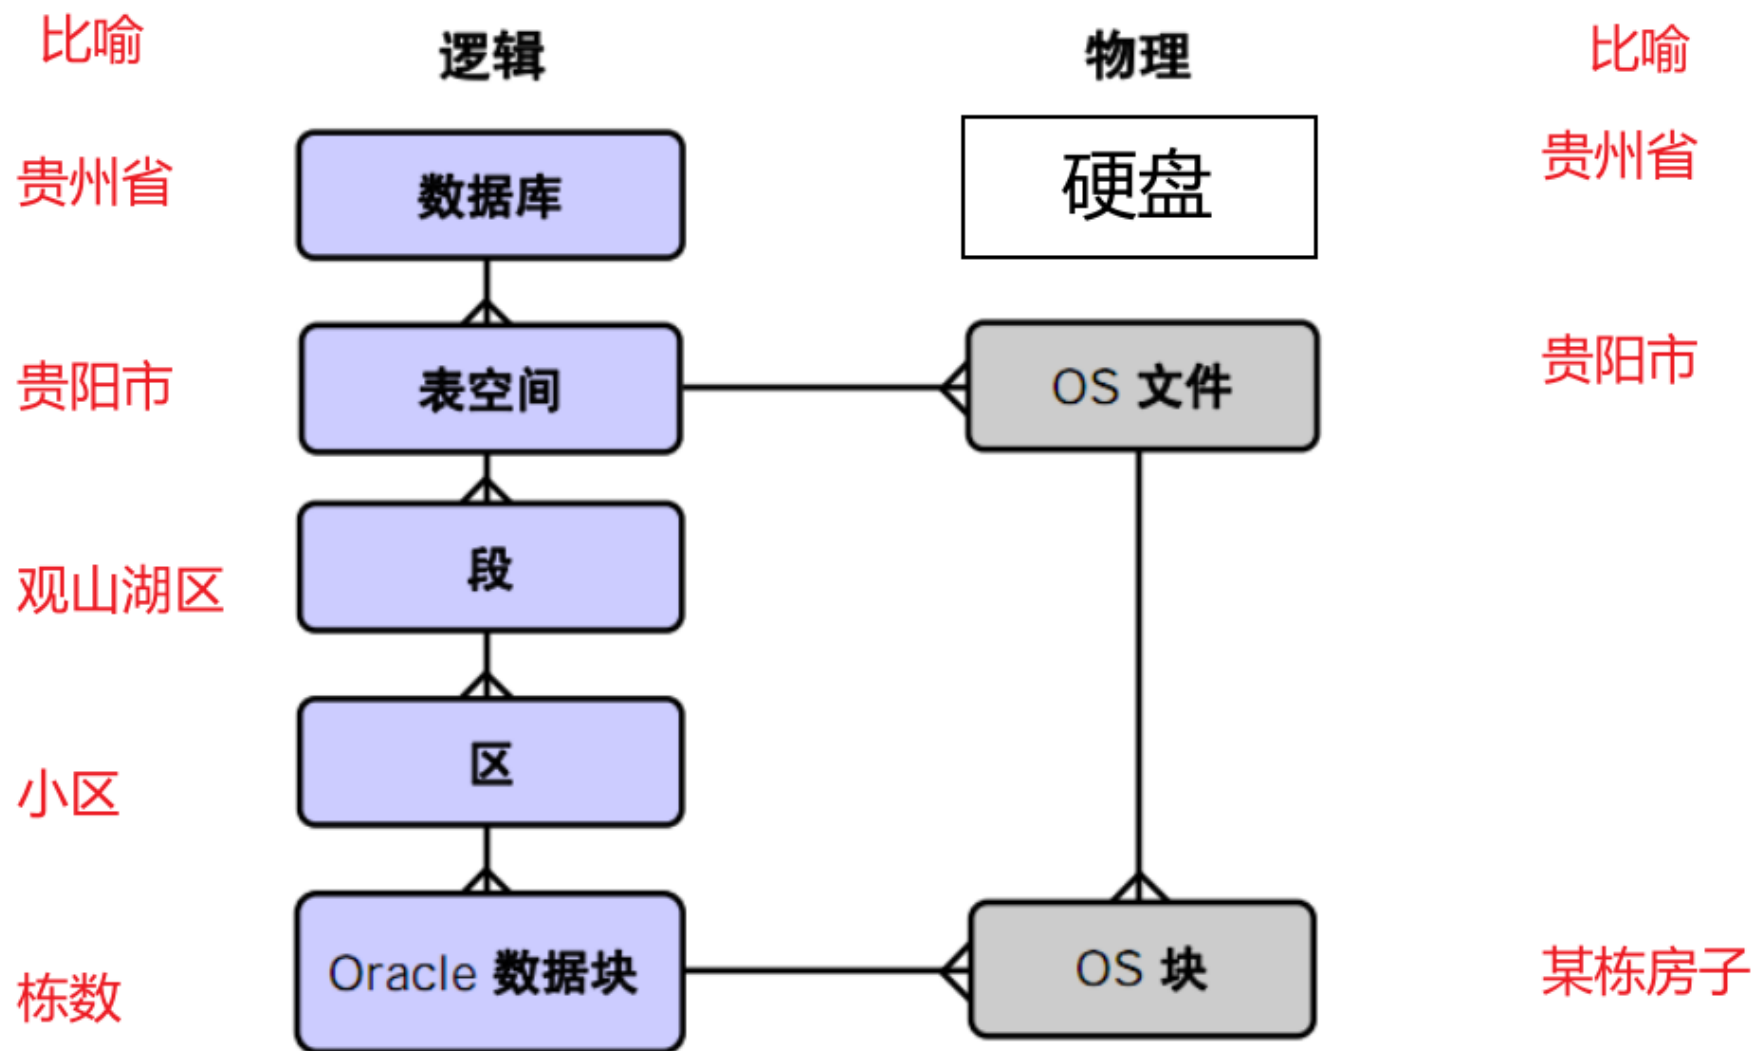 比喻 逻辑 物理 比喻
贵州省 数据库 硬盘 贵州省
贵阳市 表空间 OS 文件 贵阳市
观山湖区 段
小区 区
栋数 Oracle 数据块 OS 块 某栋房子